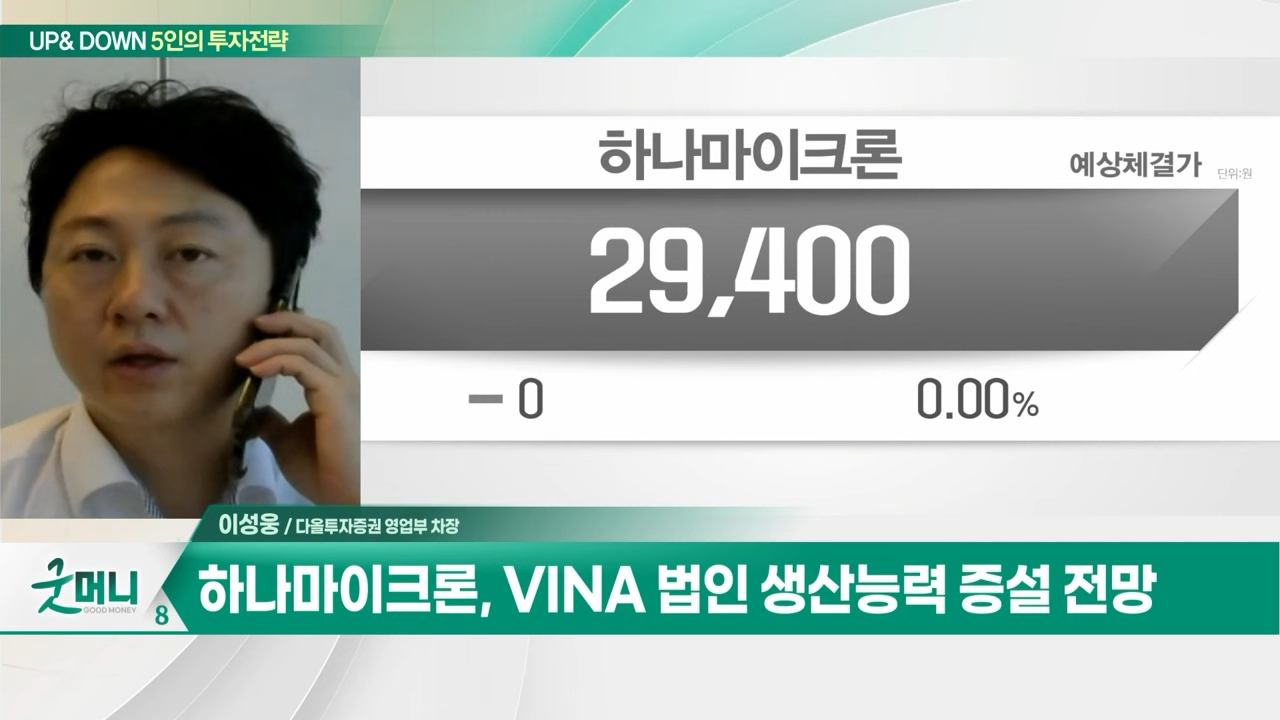 UP& DOWN 5인의 투자전략
하나마이크론
예상체결가
단위:원
29,400
0
0.00%
이성웅 / 다올투자증권 영업부 차장
굿머니
GOOD MONEY
8
하나마이크론, VINA 법인 생산능력 증설 전망